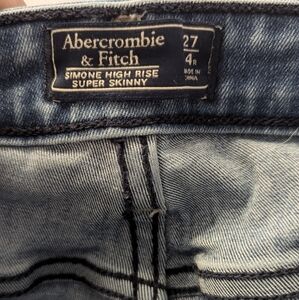 Abercrombie
& Fitch
SIMONE HIGH RISE
SUPER SKINNY
27
4R
MADE IN
CHINA